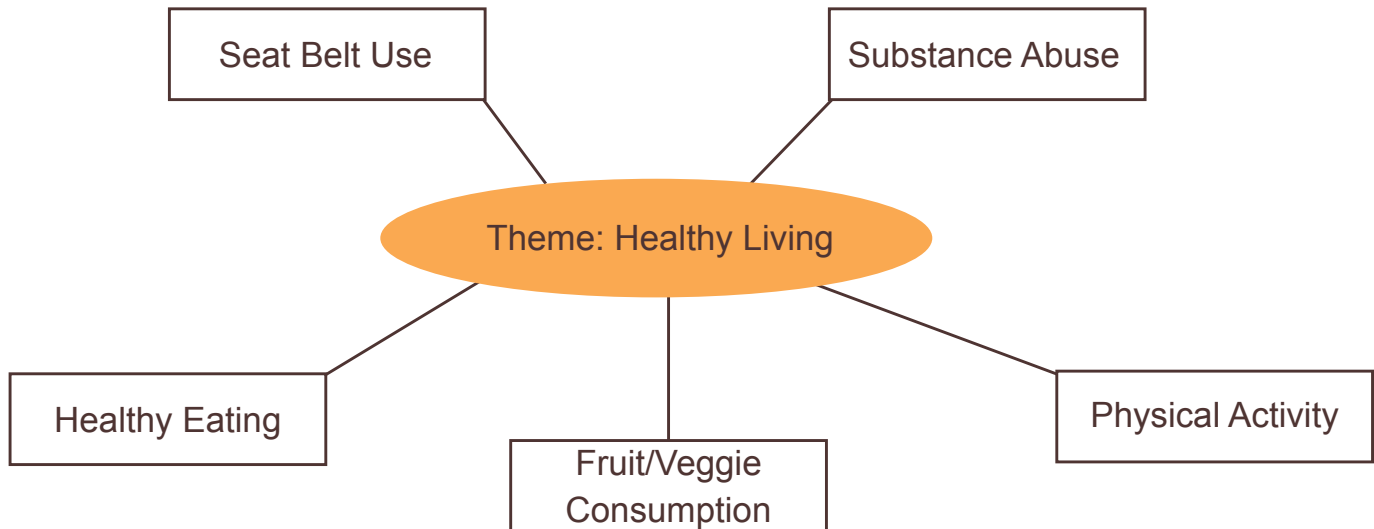 Seat Belt Use
Substance Abuse
Theme: Healthy Living
Healthy Eating
Fruit/Veggie
Consumption
Physical Activity